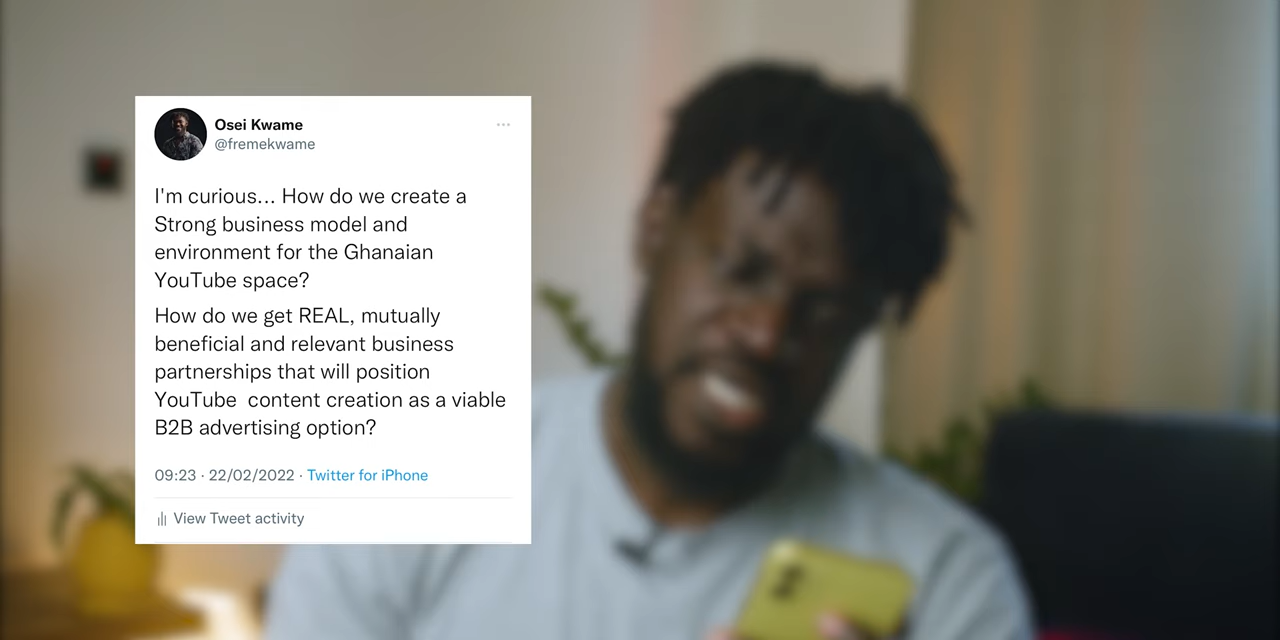 Osei Kwame
@fremekwame
I'm curious... How do we create a
Strong business model and
environment for the Ghanaian
YouTube space?
How do we get REAL, mutually
beneficial and relevant business
partnerships that will position
YouTube  content creation as a viable
B2B advertising option?
09:23 · 22/02/2022 · Twitter for iPhone
View Tweet activity